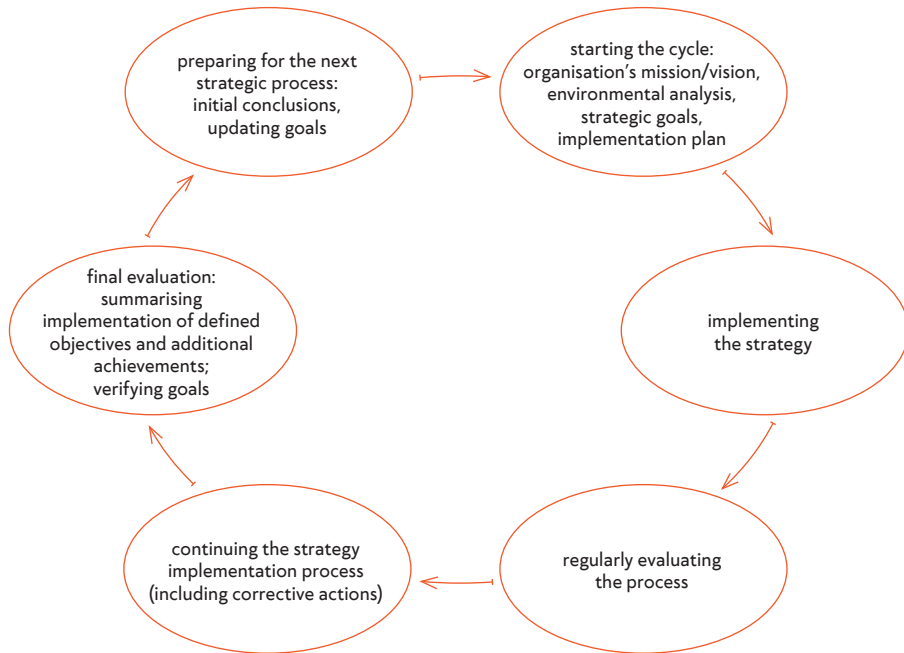 preparing for the next
strategic process:
initial conclusions,
updating goals
starting the cycle:
organisation’s mission/vision,
environmental analysis,
strategic goals,
implementation plan
implementing
the strategy
regularly evaluating
the process
continuing the strategy
implementation process
(including corrective actions)
final evaluation:
summarising
implementation of defined
objectives and additional
achievements;
verifying goals